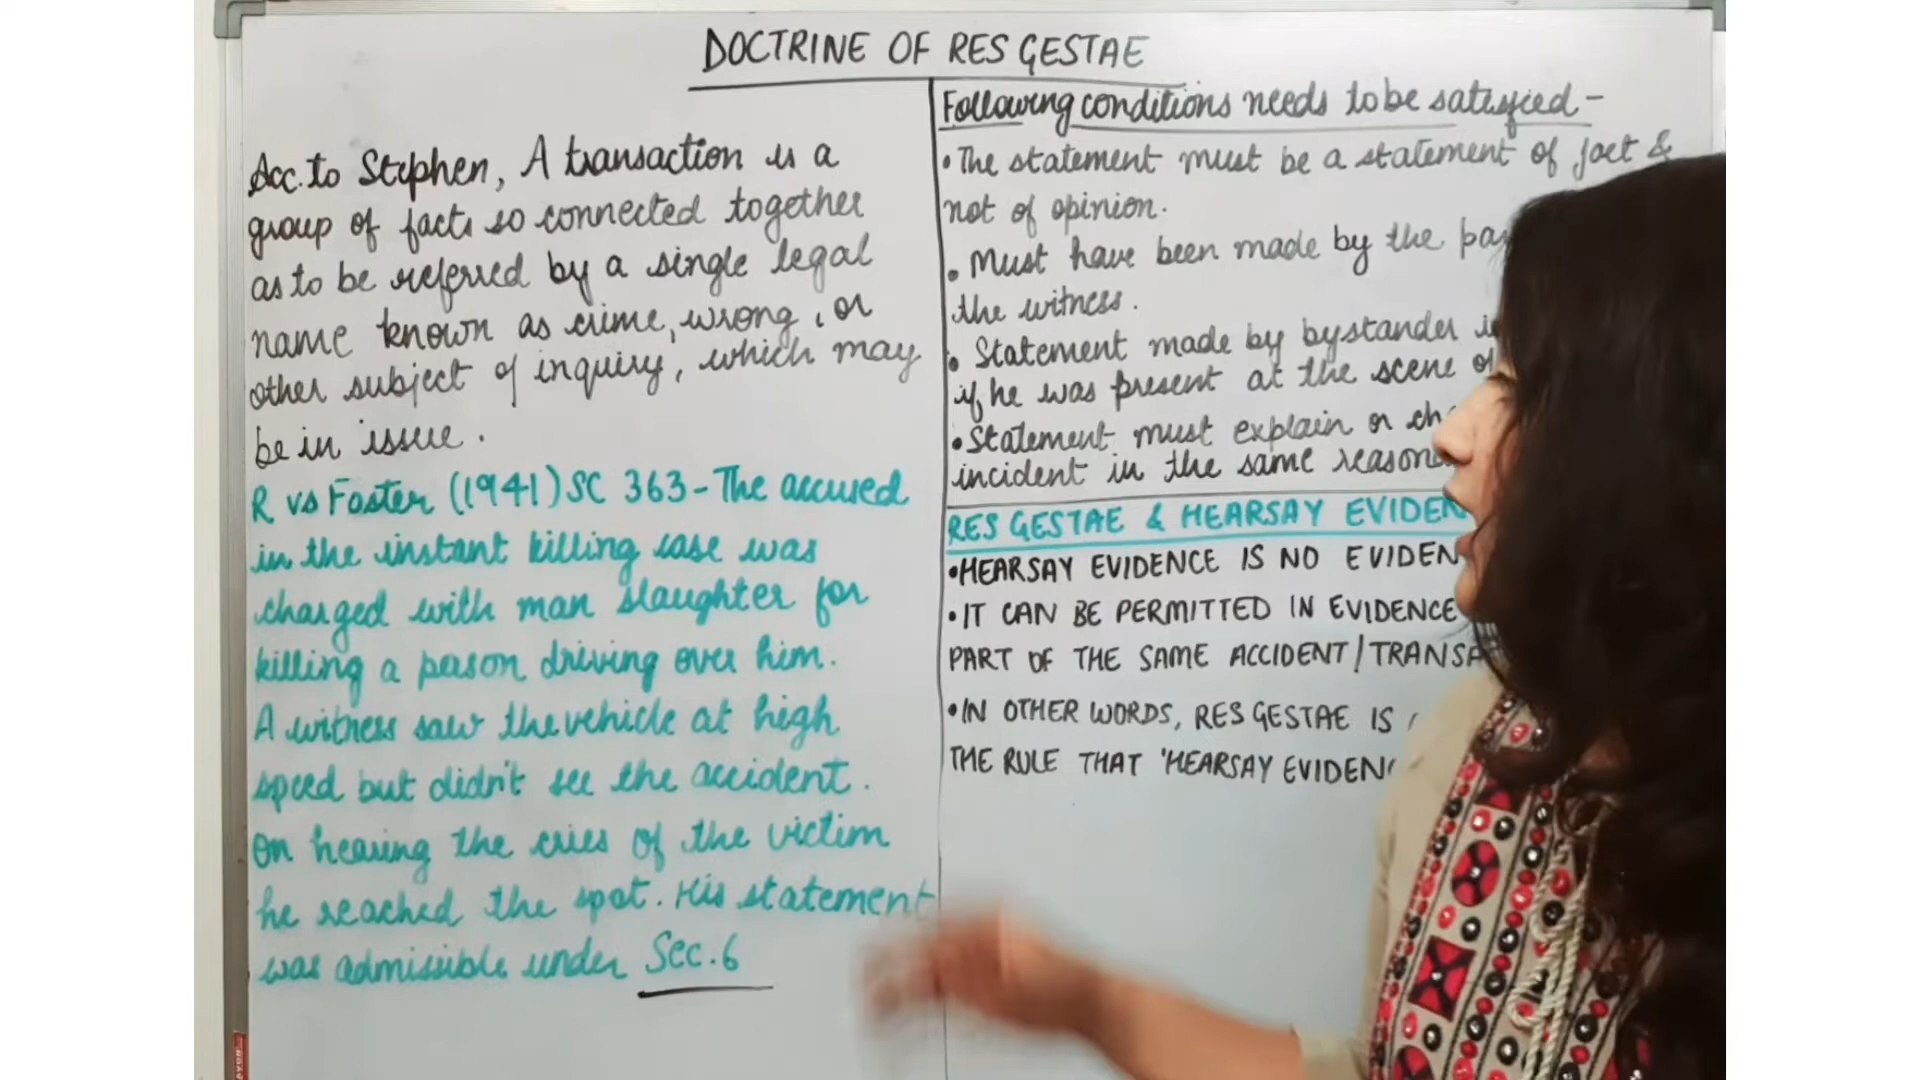 DOCTRINE OF RES GESTAE
Acc. to Stephen, A transaction is a
group of facts so connected together
as to be referred by a single legal
name known as crime, wrong, or
other subject of inquiry, which may
be in issue.
R vs Foster (1941) SC 363 - The accused
in the instant killing case was
charged with man slaughter for
killing a person driving over him.
A witness saw the vehicle at high
speed but didn't see the accident.
On hearing the cries of the victim
he reached the spot. His statement
was admissible under Sec. 6
Following conditions needs to be satisfied -
• The statement must be a statement of fact &
not of opinion.
• Must have been made by the
the witness.
• Statement made by bystander
if he was present at the scene
• Statement must explain or
incident in the same
RES GESTAE & HEARSAY
• HEARSAY EVIDENCE IS NO
• IT CAN BE PERMITTED IN EVIDENCE
PART OF THE SAME ACCIDENT/
• IN OTHER WORDS, RES GESTAE IS
THE RULE THAT 'HEARSAY